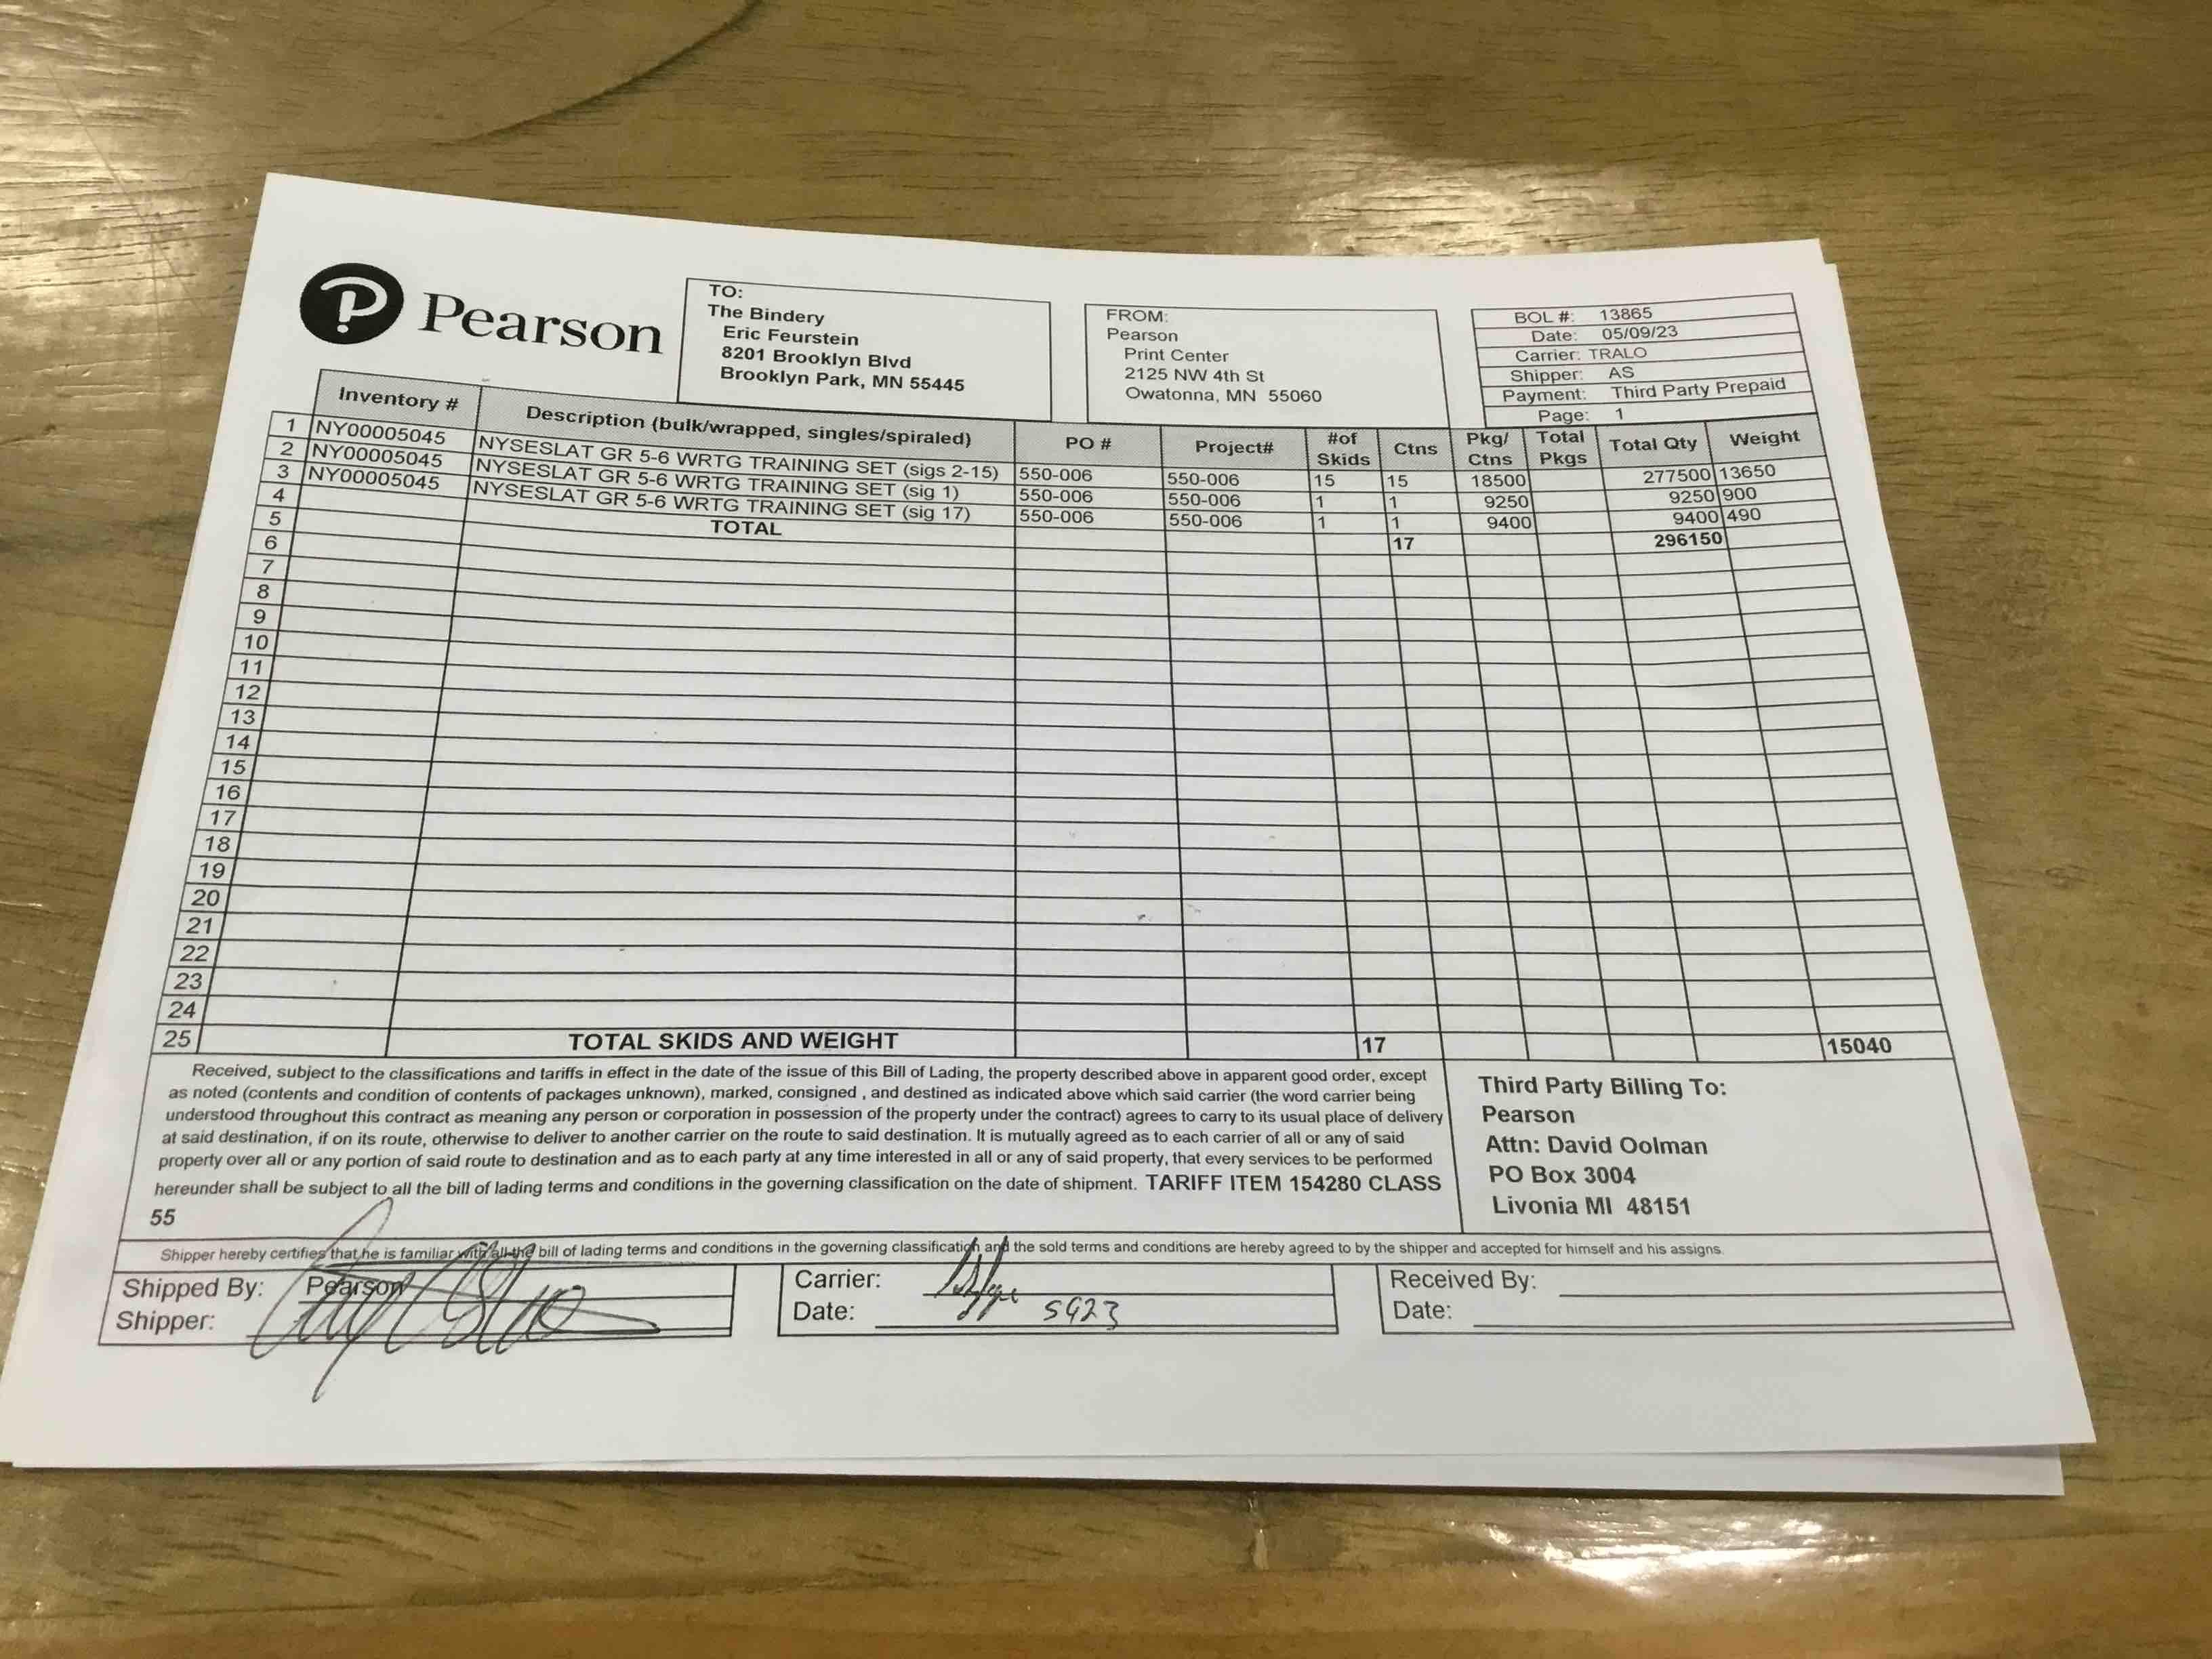 Pearson
TO:
The Bindery
Eric Feurstein
8201 Brooklyn Blvd
Brooklyn Park, MN 55445
FROM:
Pearson
Print Center
2125 NW 4th St
Owatonna, MN 55060
BOL #: 13865
Date: 05/09/23
Carrier: TRALO
Shipper: AS
Payment: Third Party Prepaid
Page: 1
Inventory # Description (bulk/wrapped, singles/spiraled) PO # Project# #of Skids Ctns Pkg/ Ctns Total Pkgs Total Qty Weight
1 NY00005045 NYSESLAT GR 5-6 WRTG TRAINING SET (sigs 2-15) 550-006 550-006 15 15 18500 277500 13650
2 NY00005045 NYSESLAT GR 5-6 WRTG TRAINING SET (sig 1) 550-006 550-006 1 1 9250 9250 900
3 NY00005045 NYSESLAT GR 5-6 WRTG TRAINING SET (sig 17) 550-006 550-006 1 1 9400 9400 490
4 TOTAL 17 296150
5
6
7
8
9
10
11
12
13
14
15
16
17
18
19
20
21
22
23
24
25 TOTAL SKIDS AND WEIGHT 17 15040
Received, subject to the classifications and tariffs in effect in the date of the issue of this Bill of Lading, the property described above in apparent good order, except
as noted (contents and condition of contents of packages unknown), marked, consigned , and destined as indicated above which said carrier (the word carrier being
understood throughout this contract as meaning any person or corporation in possession of the property under the contract) agrees to carry to its usual place of delivery
at said destination, if on its route, otherwise to deliver to another carrier on the route to said destination. It is mutually agreed as to each carrier of all or any of said
property over all or any portion of said route to destination and as to each party at any time interested in all or any of said property, that every services to be performed
hereunder shall be subject to all the bill of lading terms and conditions in the governing classification on the date of shipment. TARIFF ITEM 154280 CLASS
55
Third Party Billing To:
Pearson
Attn: David Oolman
PO Box 3004
Livonia MI 48151
Shipper hereby certifies that he is familiar with all the bill of lading terms and conditions in the governing classification and the sold terms and conditions are hereby agreed to by the shipper and accepted for himself and his assigns.
Shipped By: Pearson
Shipper:
Carrier:
Date: 5923
Received By:
Date: